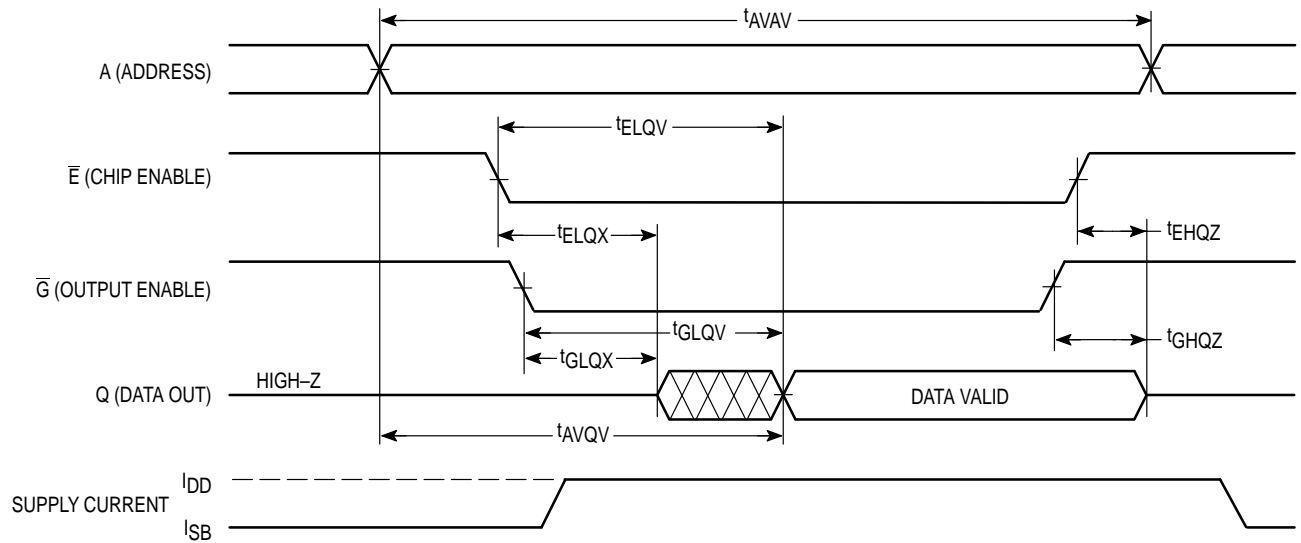 tAVAV
A (ADDRESS)
tELQV
E̅ (CHIP ENABLE)
tELQX
tEHQZ
G̅ (OUTPUT ENABLE)
tGLQV
tGHQZ
tGLQX
HIGH–Z
Q (DATA OUT)
DATA VALID
tAVQV
IDD
SUPPLY CURRENT
ISB